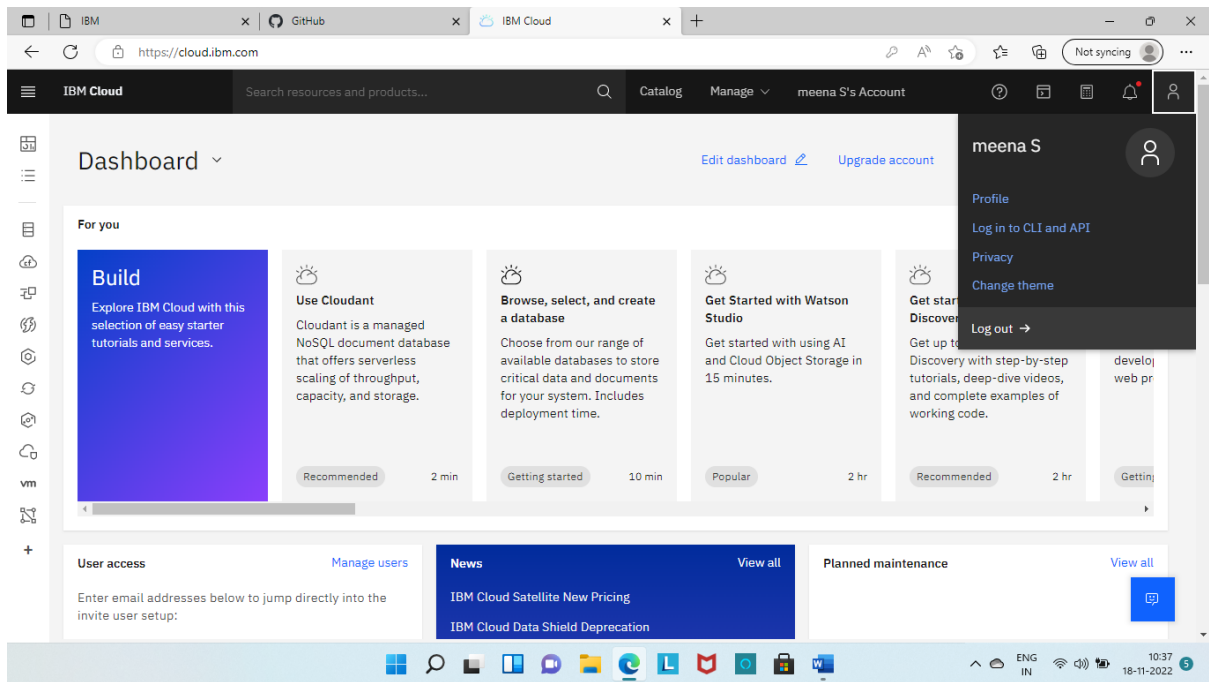 IBM
GitHub
IBM Cloud
https://cloud.ibm.com
Not syncing
IBM Cloud
Search resources and products...
Catalog
Manage
meena S's Account
Dashboard
Edit dashboard
Upgrade account
meena S
Profile
Log in to CLI and API
Privacy
Change theme
Log out →
For you
Build
Explore IBM Cloud with this
selection of easy starter
tutorials and services.
Use Cloudant
Cloudant is a managed
NoSQL document database
that offers serverless
scaling of throughput,
capacity, and storage.
Recommended
2 min
Browse, select, and create
a database
Choose from our range of
available databases to store
critical data and documents
for your system. Includes
deployment time.
Getting started
10 min
Get Started with Watson
Studio
Get started with using AI
and Cloud Object Storage in
15 minutes.
Popular
2 hr
Get star
Discover
Get up t
Discovery with step-by-step
tutorials, deep-dive videos,
and complete examples of
working code.
Recommended
2 hr
develop
web pr
Getting
vm
User access
Manage users
Enter email addresses below to jump directly into the
invite user setup:
News
View all
IBM Cloud Satellite New Pricing
IBM Cloud Data Shield Deprecation
Planned maintenance
View all
ENG
IN
10:37
18-11-2022
5